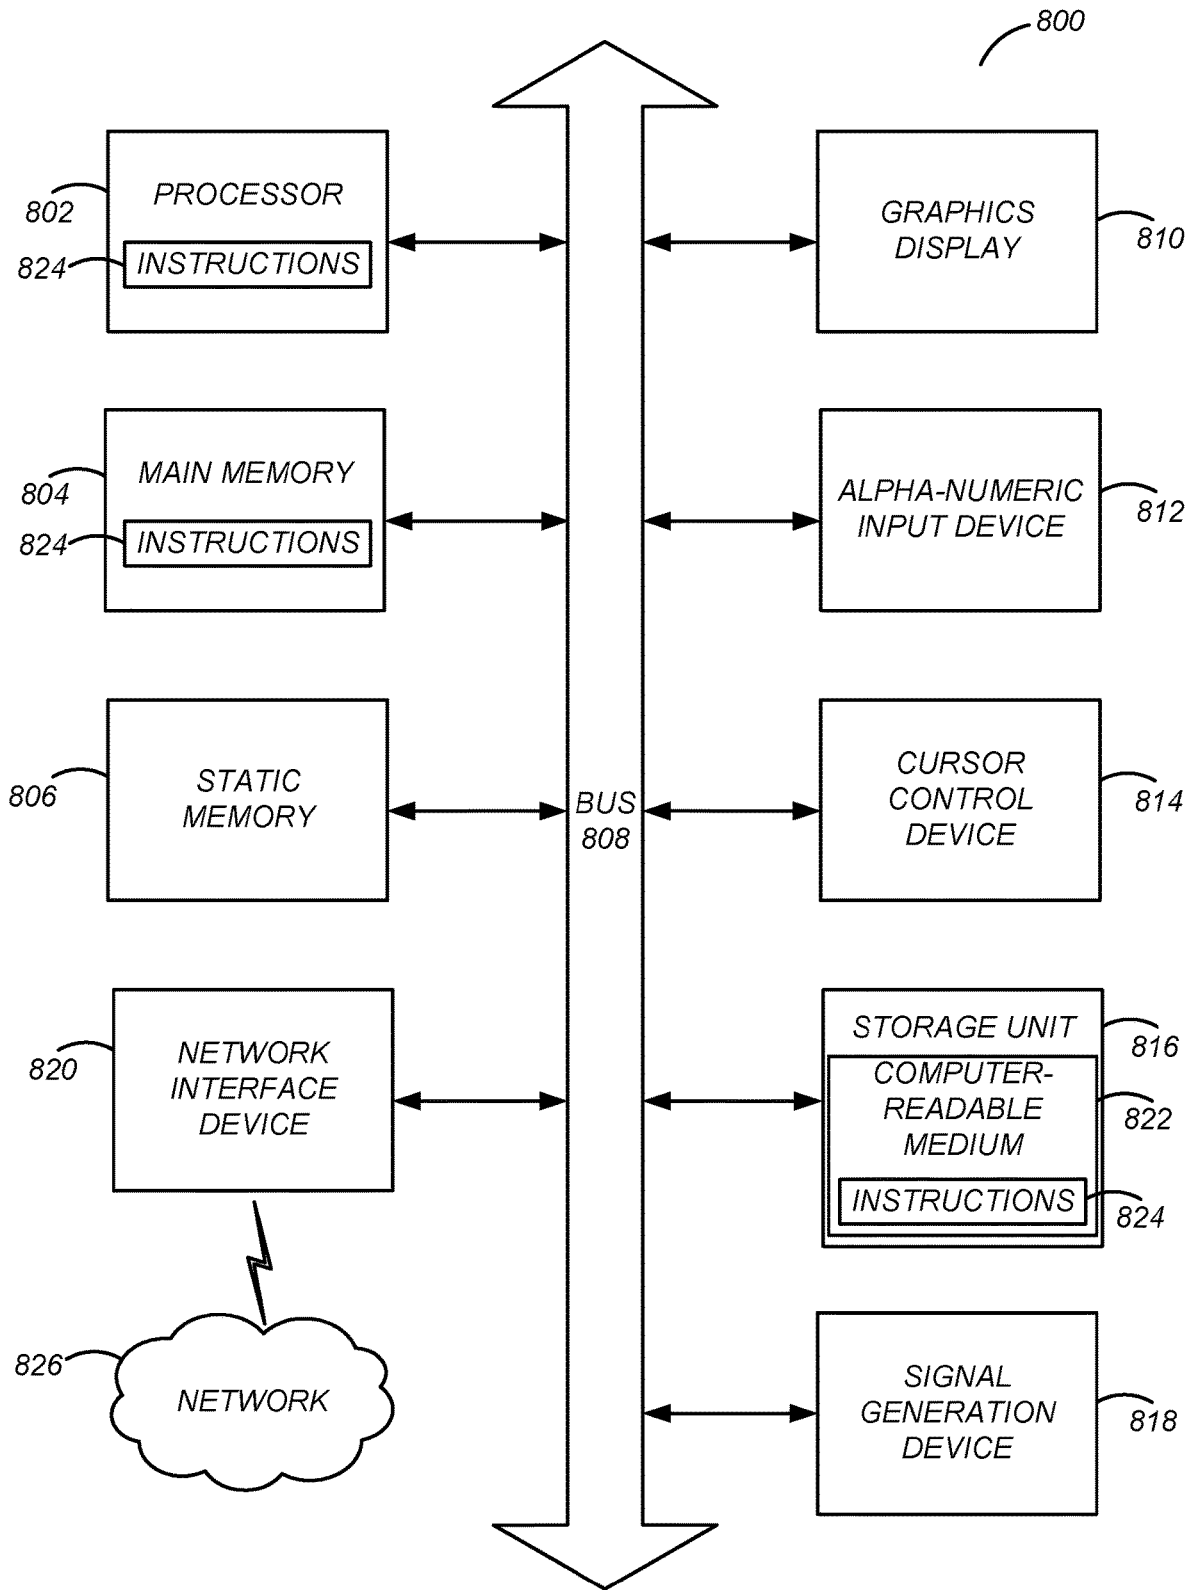 800
PROCESSOR
802
824
INSTRUCTIONS
GRAPHICS
DISPLAY
810
MAIN MEMORY
804
824
INSTRUCTIONS
ALPHA-NUMERIC
INPUT DEVICE
812
STATIC
MEMORY
806
BUS
808
CURSOR
CONTROL
DEVICE
814
NETWORK
INTERFACE
DEVICE
820
STORAGE UNIT
816
COMPUTER-
READABLE
MEDIUM
822
INSTRUCTIONS
824
826
NETWORK
SIGNAL
GENERATION
DEVICE
818